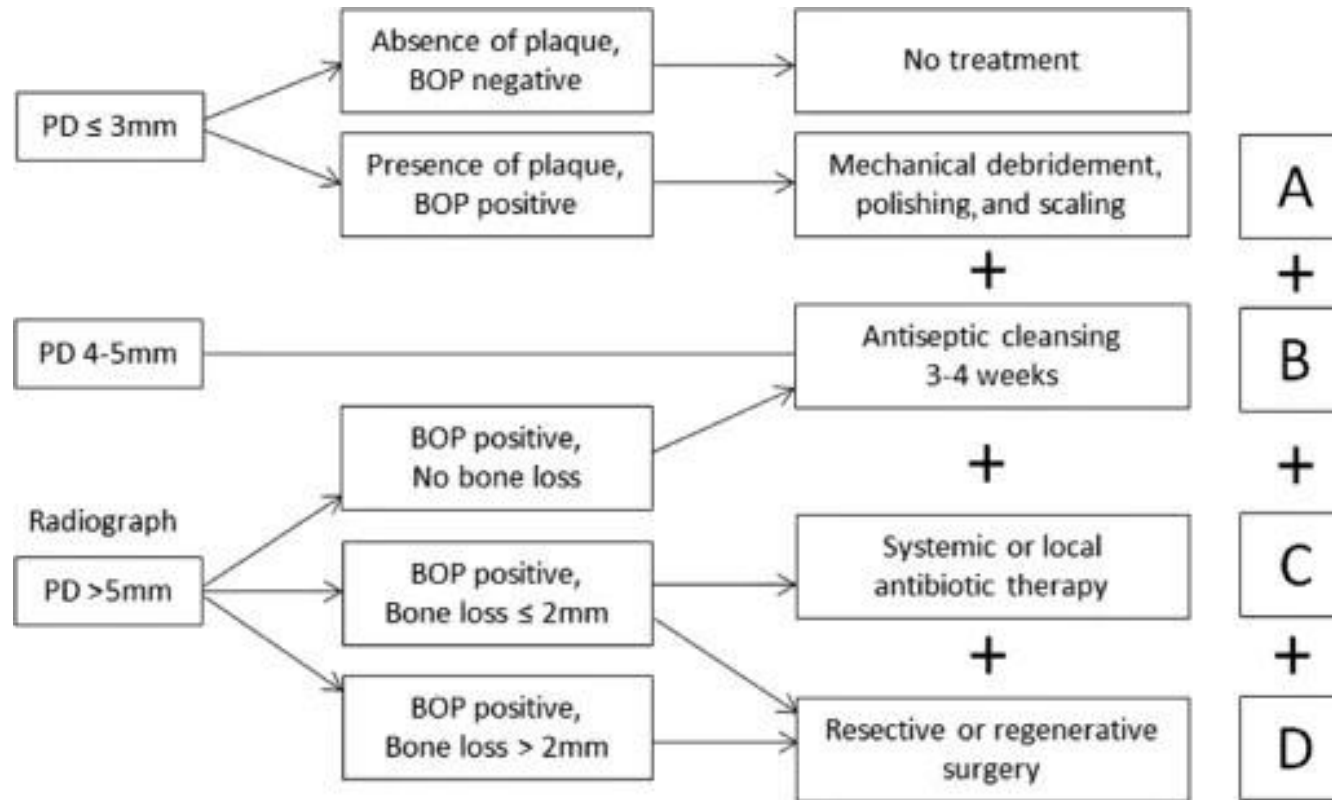 Absence of plaque,
BOP negative
No treatment
PD ≤ 3mm
Presence of plaque,
BOP positive
Mechanical debridement,
polishing, and scaling
A
+
+
PD 4-5mm
Antiseptic cleansing
3-4 weeks
B
BOP positive,
No bone loss
+
+
Radiograph
PD >5mm
BOP positive,
Bone loss ≤ 2mm
Systemic or local
antibiotic therapy
C
+
+
BOP positive,
Bone loss > 2mm
Resective or regenerative
surgery
D